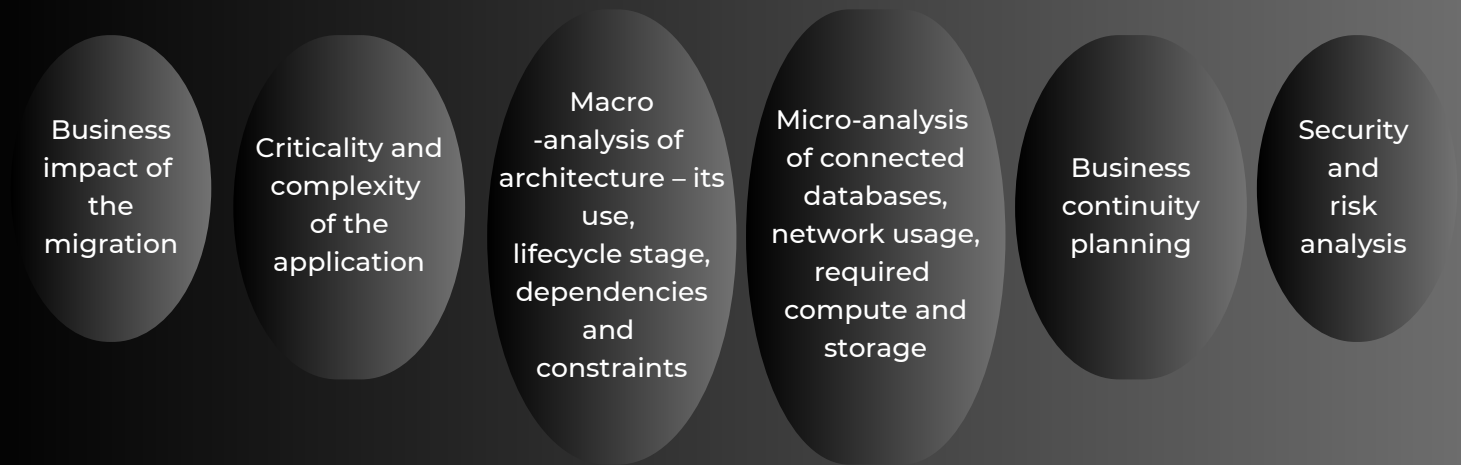 Business
impact of
the
migration
Criticality and
complexity
of the
application
Macro
-analysis of
architecture – its
use,
lifecycle stage,
dependencies
and
constraints
Micro-analysis
of connected
databases,
network usage,
required
compute and
storage
Business
continuity
planning
Security
and
risk
analysis